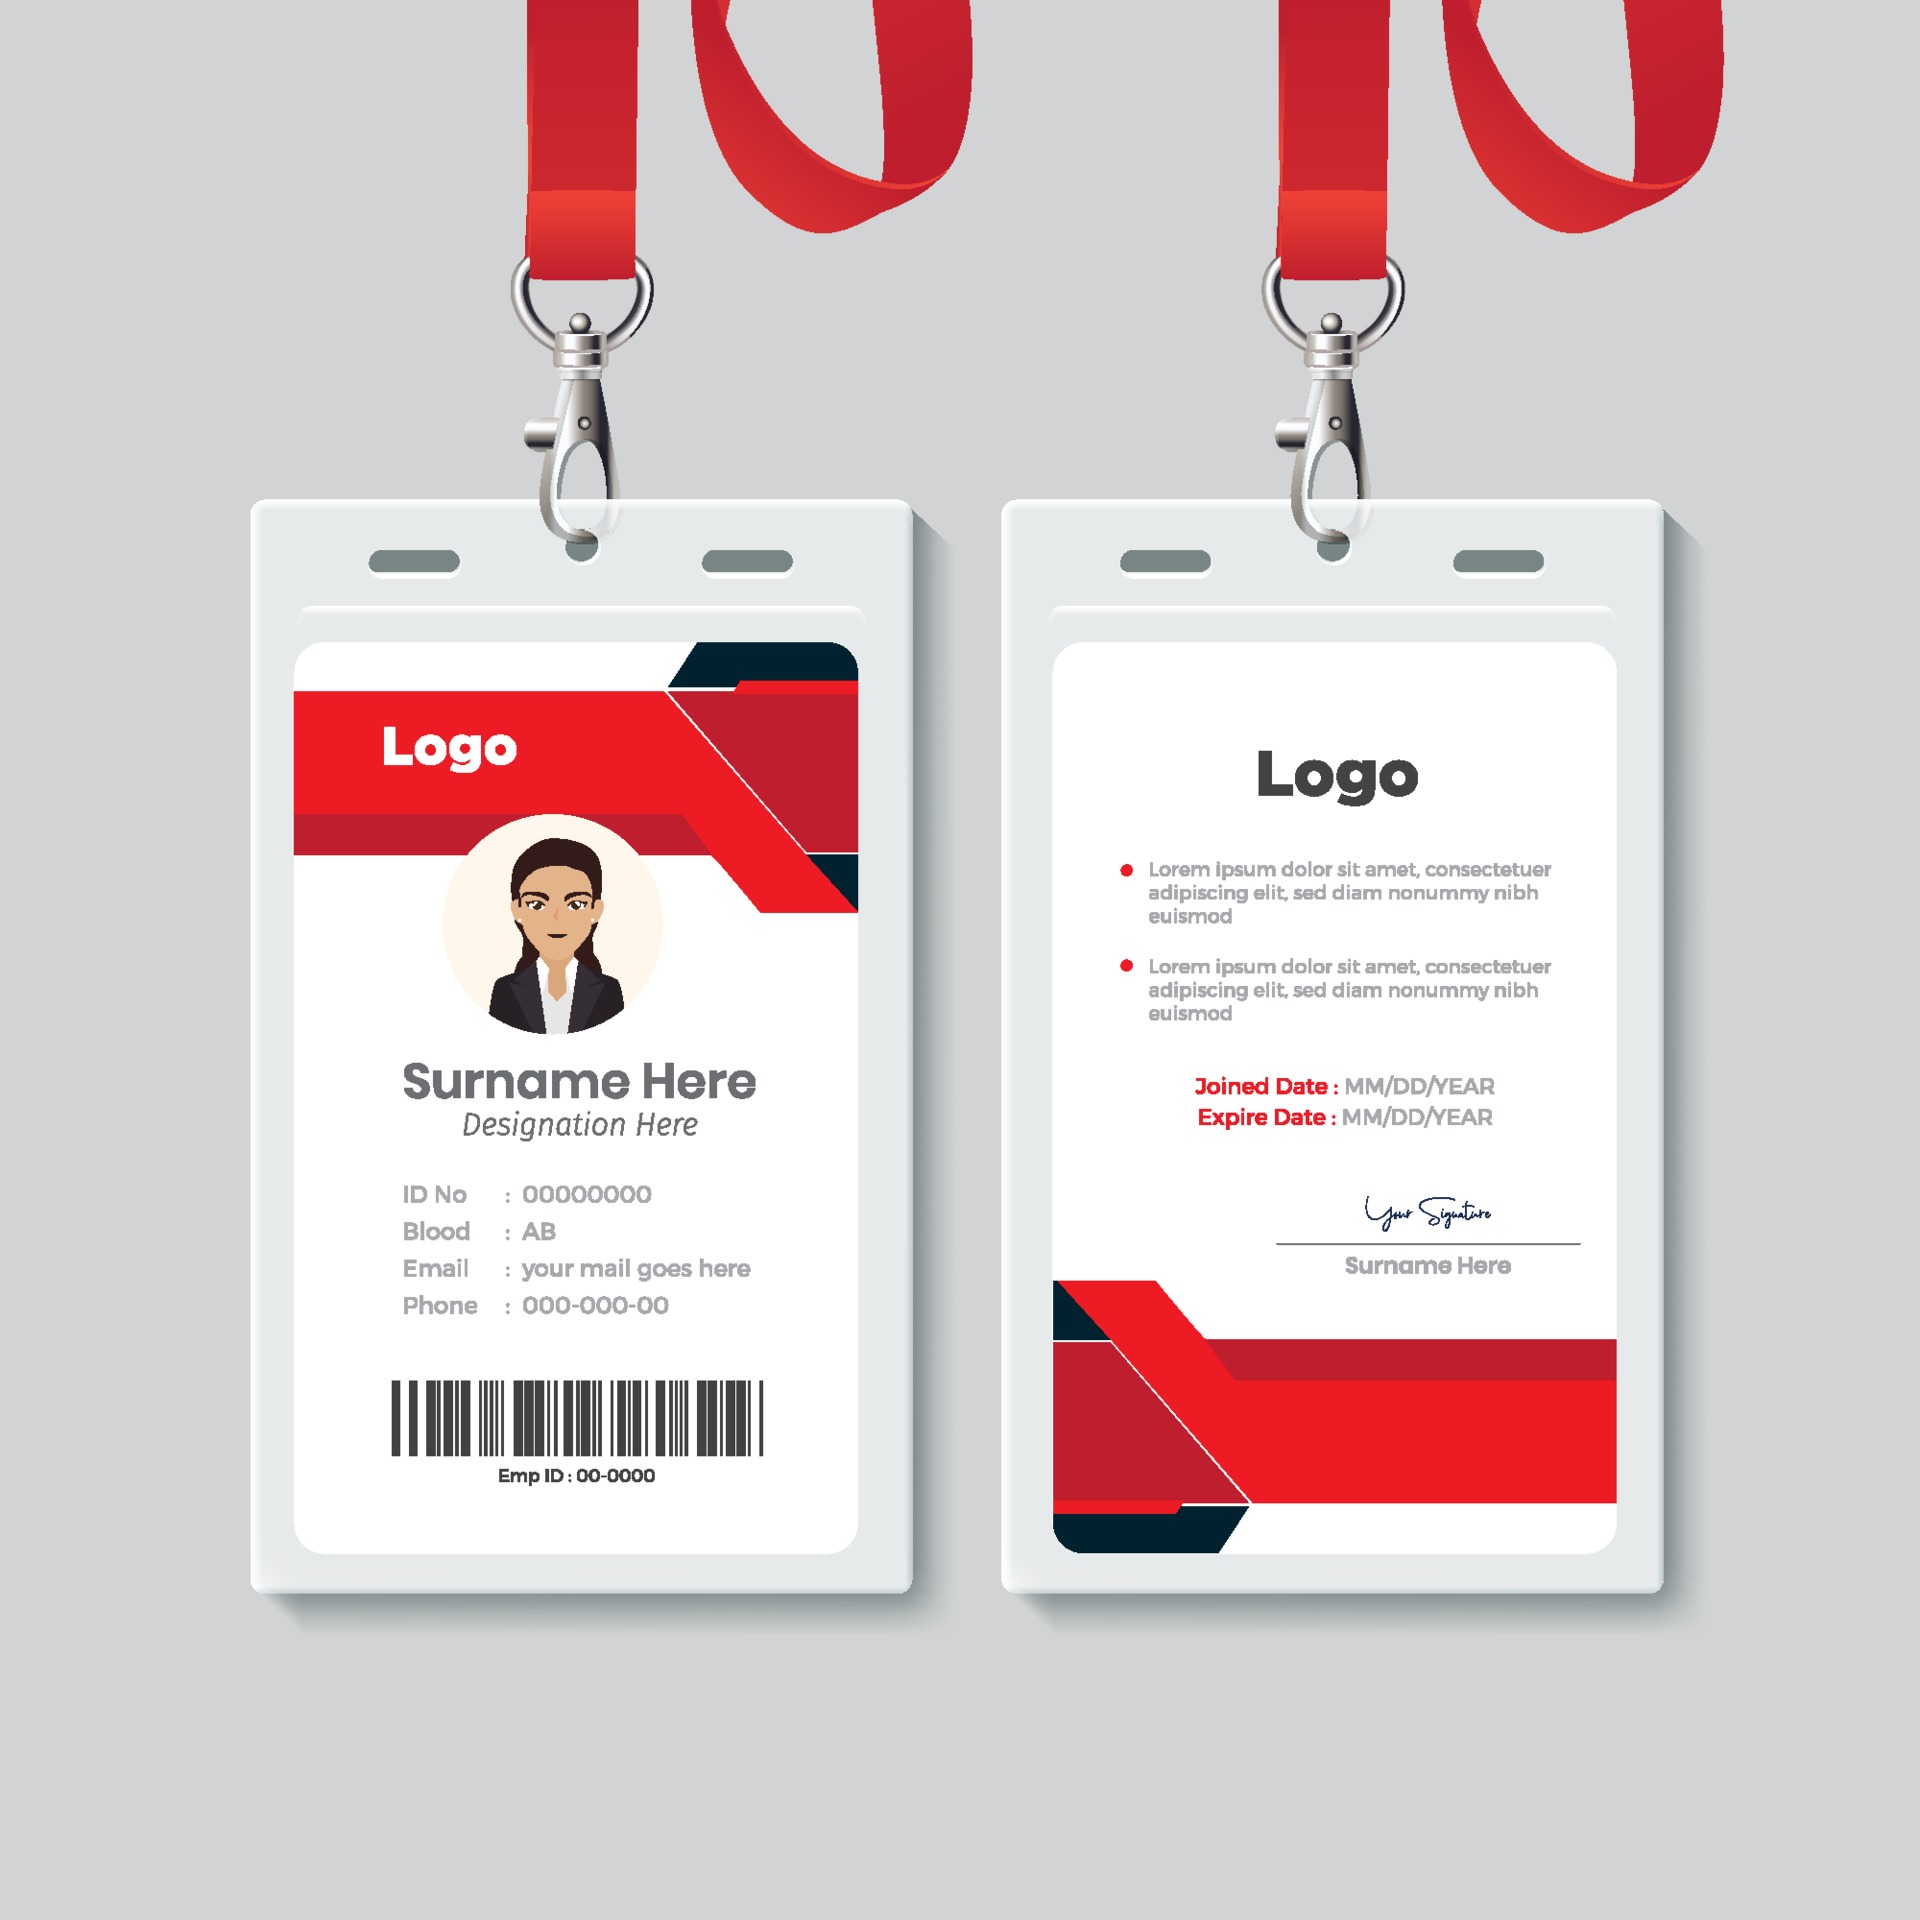 Logo
Surname Here
Designation Here
ID No : 00000000
Blood : AB
Email : your mail goes here
Phone : 000-000-00
Emp ID : 00-0000
Logo
Lorem ipsum dolor sit amet, consectetuer
adipiscing elit, sed diam nonummy nibh
euismod
Lorem ipsum dolor sit amet, consectetuer
adipiscing elit, sed diam nonummy nibh
euismod
Joined Date : MM/DD/YEAR
Expire Date : MM/DD/YEAR
Your Signature
Surname Here